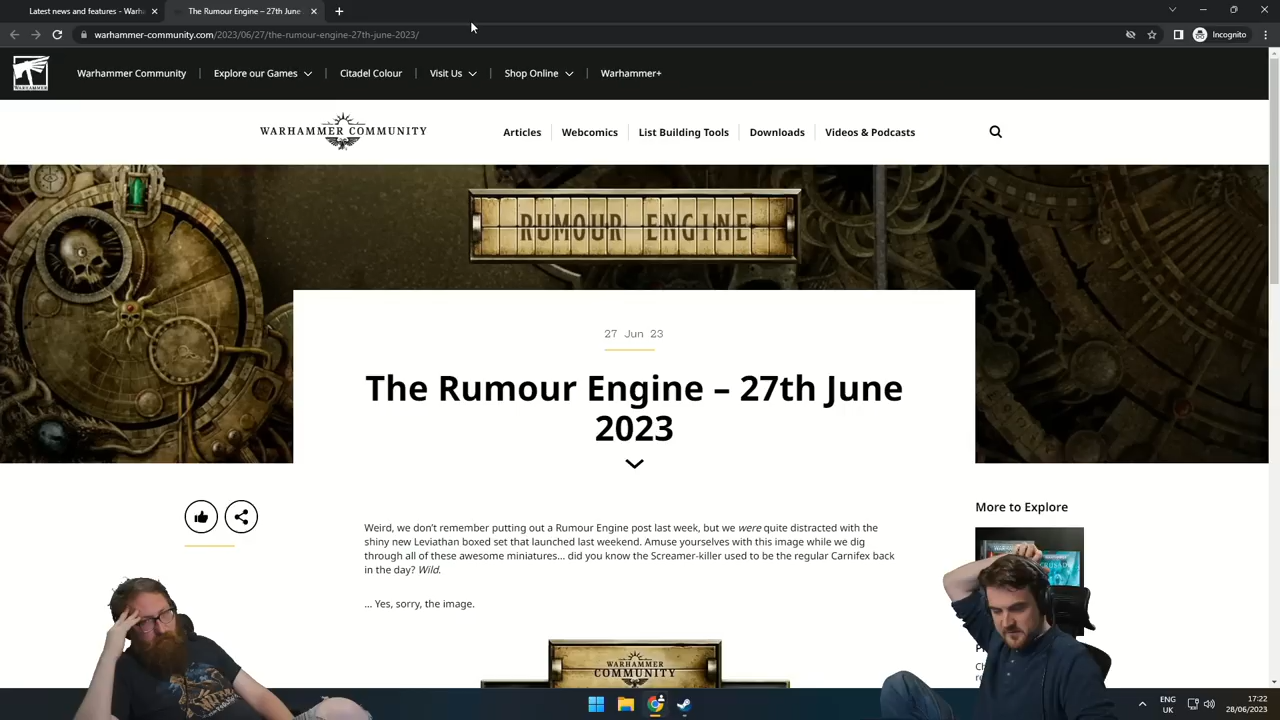 Latest news and features - Warh
The Rumour Engine – 27th June 2
warhammer-community.com/2023/06/27/the-rumour-engine-27th-june-2023/
Incognito
WARHAMMER
Warhammer Community
Explore our Games
Citadel Colour
Visit Us
Shop Online
Warhammer+
WARHAMMER COMMUNITY
Articles
Webcomics
List Building Tools
Downloads
Videos & Podcasts
RUMOUR ENGINE
27 Jun 23
The Rumour Engine – 27th June
2023
Weird, we don’t remember putting out a Rumour Engine post last week, but we were quite distracted with the
shiny new Leviathan boxed set that launched last weekend. Amuse yourselves with this image while we dig
through all of these awesome miniatures… did you know the Screamer-killer used to be the regular Carnifex back
in the day? Wild.
… Yes, sorry, the image.
More to Explore
WARHAMMER
COMMUNITY
ENG
UK
17:22
28/06/2023